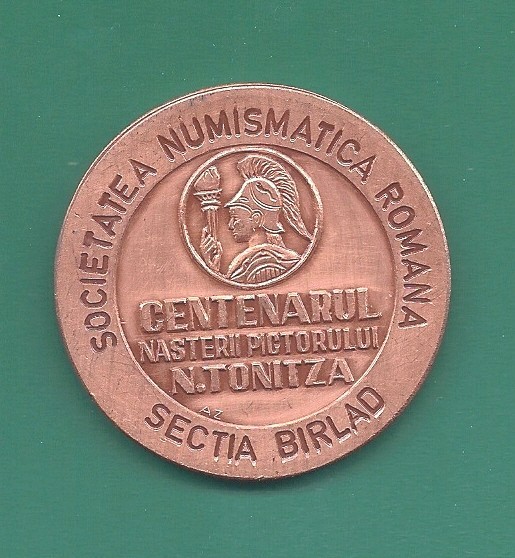 SOCIETATEA NUMISMATICA ROMANA
CENTENARUL
NASTERII PICTORULUI
N.TONITZA
AZ
SECTIA BIRLAD